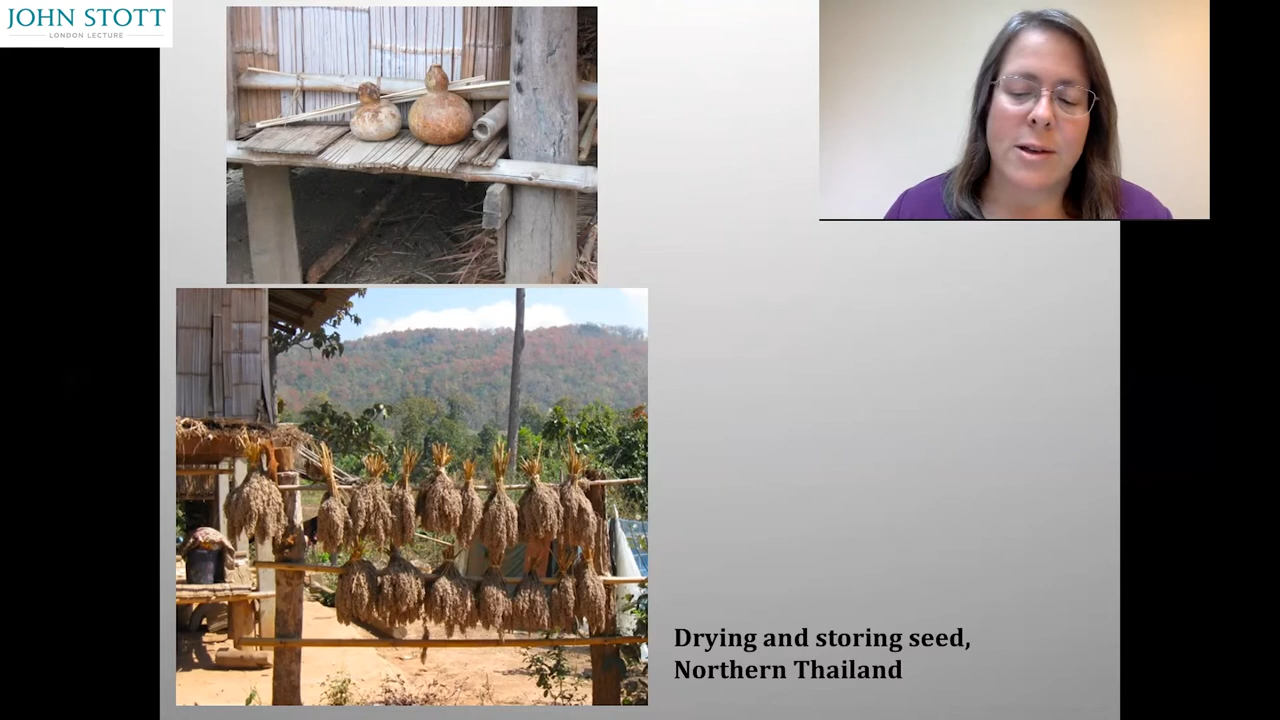 JOHN STOTT
LONDON LECTURE
Drying and storing seed,
Northern Thailand